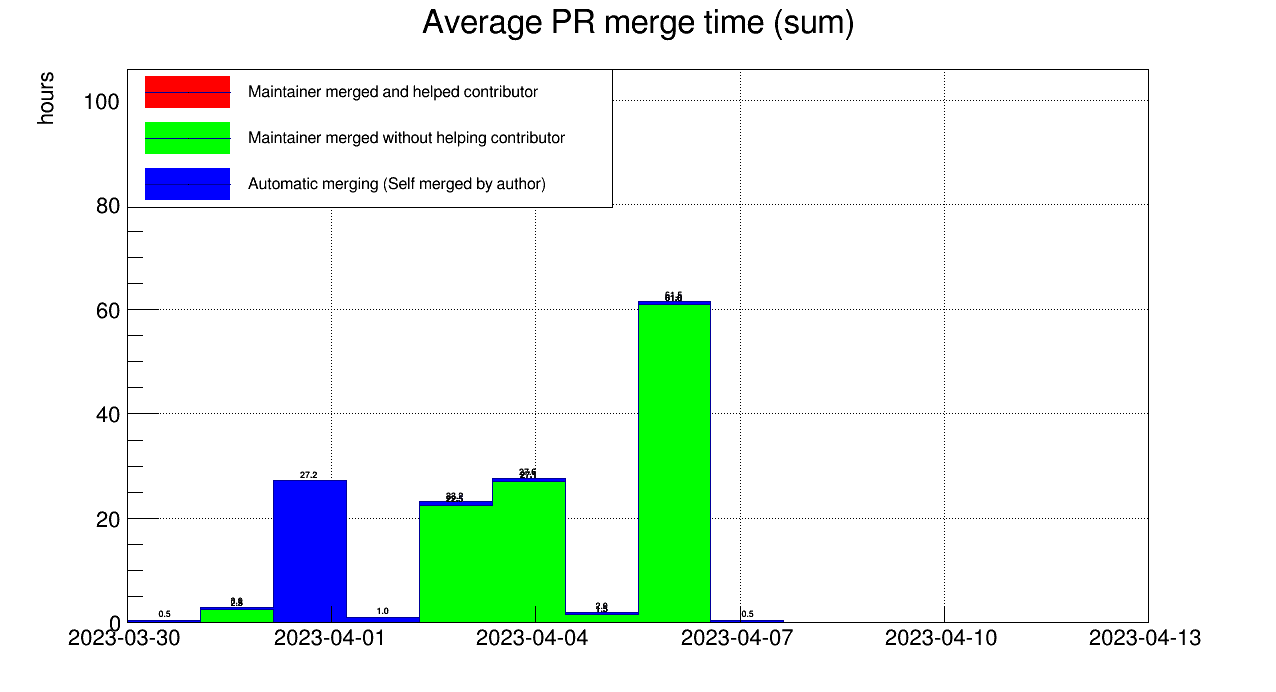 Average PR merge time (sum)
hours
Maintainer merged and helped contributor
Maintainer merged without helping contributor
Automatic merging (Self merged by author)
100
80
60
40
20
0
61.5
27.2
0.5
1.0
0.5
2023-03-30 2023-04-01 2023-04-04 2023-04-07 2023-04-10 2023-04-13